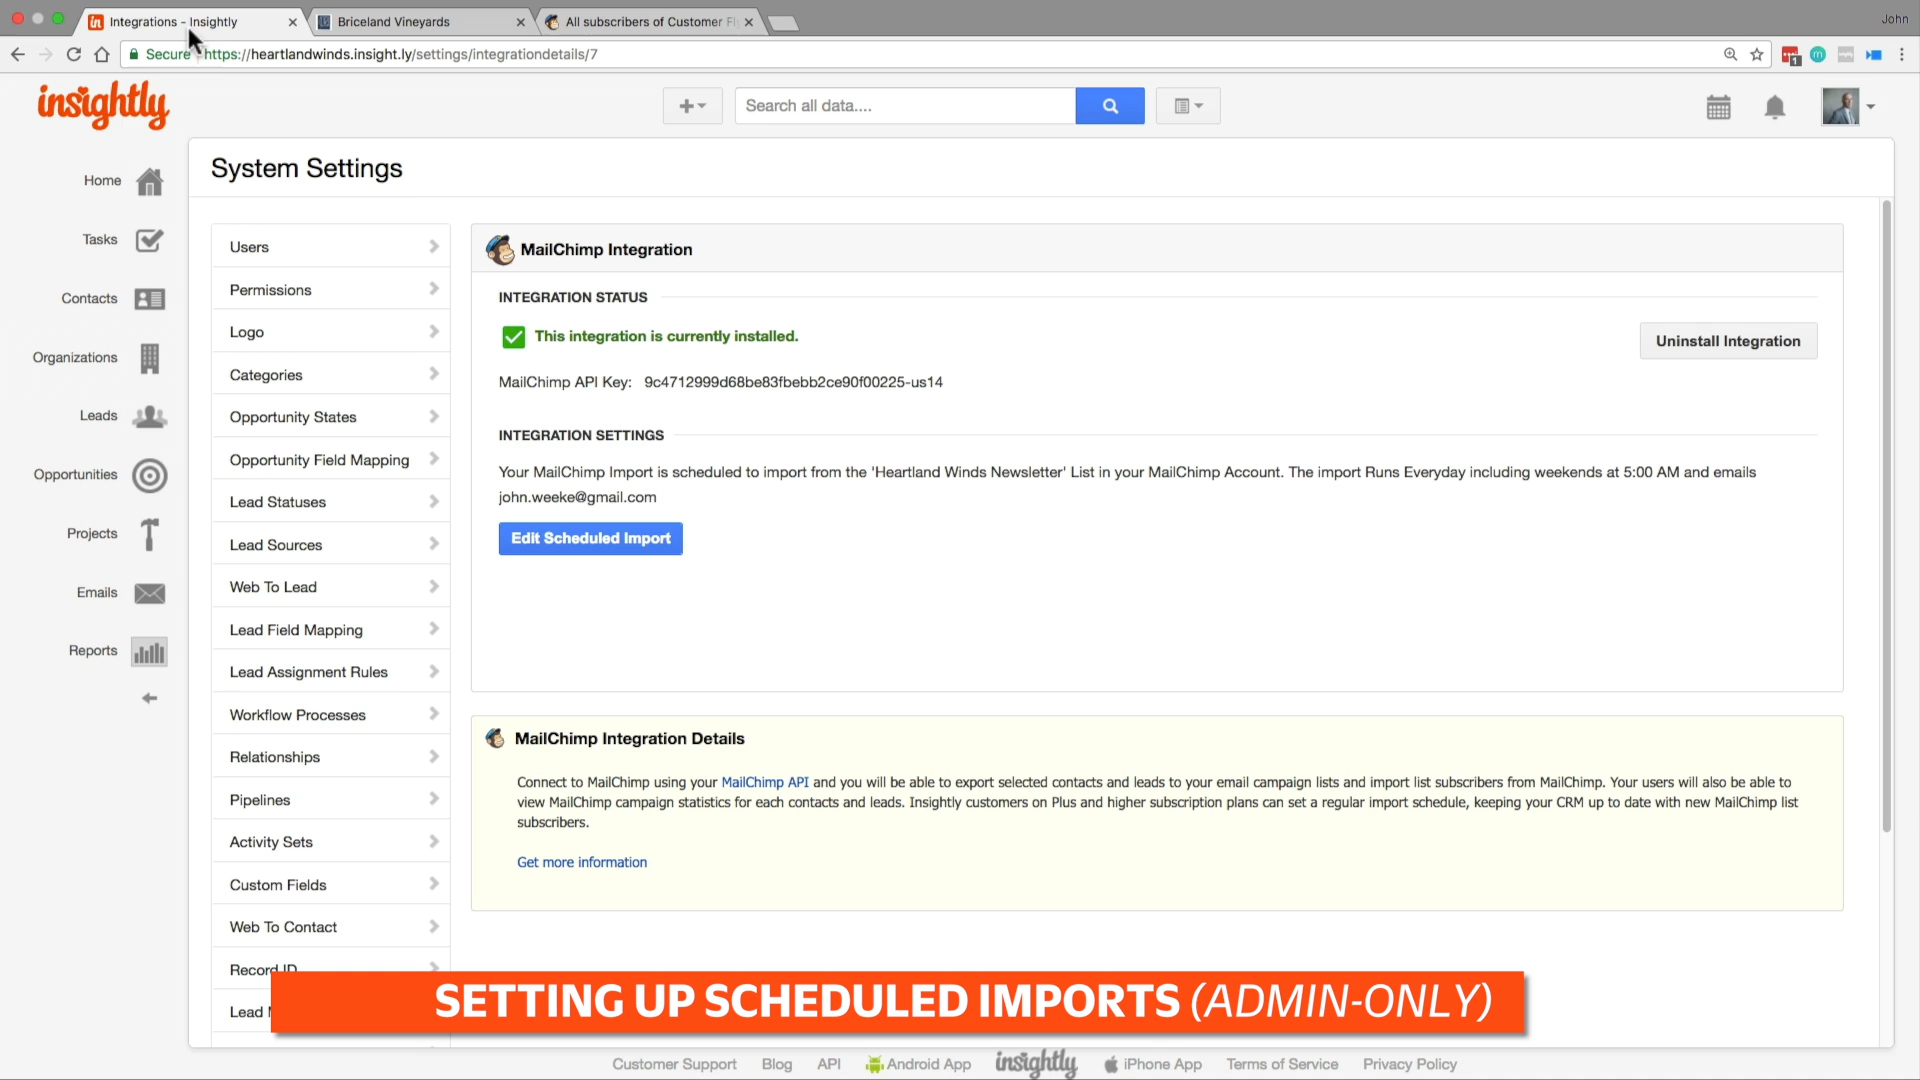 Integrations - Insightly
Briceland Vineyards
All subscribers of Customer Fl
John
Secure https://heartlandwinds.insight.ly/settings/integrationdetails/7
1
m
insightly
+
Search all data....
System Settings
Home
Tasks
Contacts
Organizations
Leads
Opportunities
Projects
Emails
Reports
Users
Permissions
Logo
Categories
Opportunity States
Opportunity Field Mapping
Lead Statuses
Lead Sources
Web To Lead
Lead Field Mapping
Lead Assignment Rules
Workflow Processes
Relationships
Pipelines
Activity Sets
Custom Fields
Web To Contact
Record ID
Lead
MailChimp Integration
INTEGRATION STATUS
This integration is currently installed.
Uninstall Integration
MailChimp API Key: 9c4712999d68be83fbebb2ce90f00225-us14
INTEGRATION SETTINGS
Your MailChimp Import is scheduled to import from the 'Heartland Winds Newsletter' List in your MailChimp Account. The import Runs Everyday including weekends at 5:00 AM and emails
john.weeke@gmail.com
Edit Scheduled Import
MailChimp Integration Details
Connect to MailChimp using your MailChimp API and you will be able to export selected contacts and leads to your email campaign lists and import list subscribers from MailChimp. Your users will also be able to
view MailChimp campaign statistics for each contacts and leads. Insightly customers on Plus and higher subscription plans can set a regular import schedule, keeping your CRM up to date with new MailChimp list
subscribers.
Get more information
SETTING UP SCHEDULED IMPORTS (ADMIN-ONLY)
Customer Support Blog API Android App insightly iPhone App Terms of Service Privacy Policy